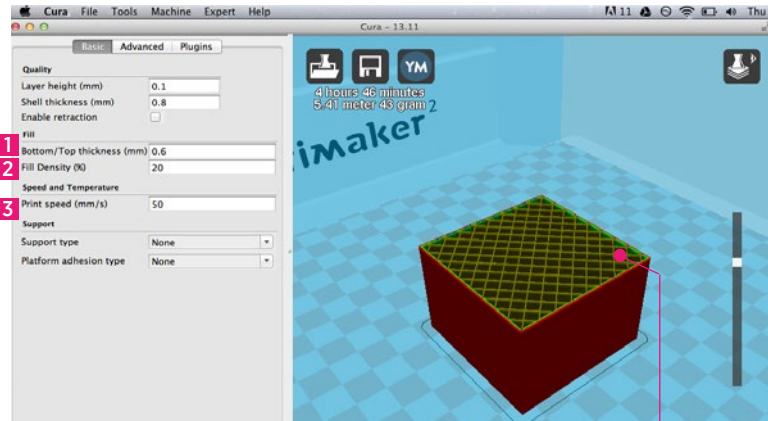 Cura File Tools Machine Expert Help 11 Thu
Cura – 13.11
Basic Advanced Plugins
Quality
Layer height (mm) 0.1
Shell thickness (mm) 0.8
Enable retraction
Fill
1 Bottom/Top thickness (mm) 0.6
2 Fill Density (%) 20
Speed and Temperature
3 Print speed (mm/s) 50
Support
Support type None
Platform adhesion type None
YM
4 hours 46 minutes
5.41 meter 43 gram
imaker 2